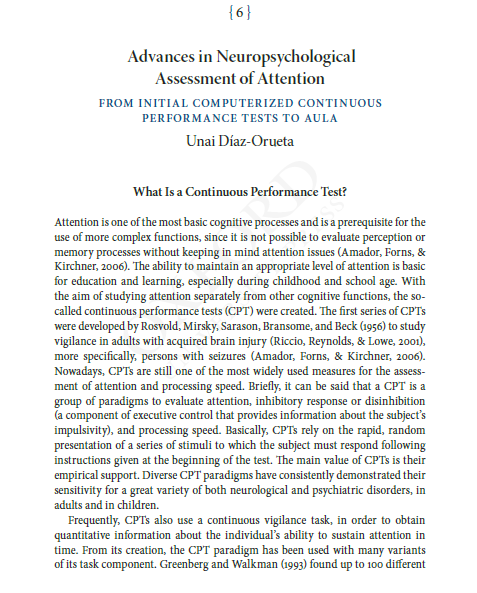 {6}
Advances in Neuropsychological
Assessment of Attention
FROM INITIAL COMPUTERIZED CONTINUOUS
PERFORMANCE TESTS TO AULA
Unai Díaz-Orueta
What Is a Continuous Performance Test?
Attention is one of the most basic cognitive processes and is a prerequisite for the
use of more complex functions, since it is not possible to evaluate perception or
memory processes without keeping in mind attention issues (Amador, Forns, &
Kirchner, 2006). The ability to maintain an appropriate level of attention is basic
for education and learning, especially during childhood and school age. With
the aim of studying attention separately from other cognitive functions, the so-
called continuous performance tests (CPT) were created. The first series of CPTs
were developed by Rosvold, Mirsky, Sarason, Bransome, and Beck (1956) to study
vigilance in adults with acquired brain injury (Riccio, Reynolds, & Lowe, 2001),
more specifically, persons with seizures (Amador, Forns, & Kirchner, 2006).
Nowadays, CPTs are still one of the most widely used measures for the assess-
ment of attention and processing speed. Briefly, it can be said that a CPT is a
group of paradigms to evaluate attention, inhibitory response or disinhibition
(a component of executive control that provides information about the subject's
impulsivity), and processing speed. Basically, CPTs rely on the rapid, random
presentation of a series of stimuli to which the subject must respond following
instructions given at the beginning of the test. The main value of CPTs is their
empirical support. Diverse CPT paradigms have consistently demonstrated their
sensitivity for a great variety of both neurological and psychiatric disorders, in
adults and in children.
Frequently, CPTs also use a continuous vigilance task, in order to obtain
quantitative information about the individual's ability to sustain attention in
time. From its creation, the CPT paradigm has been used with many variants
of its task component. Greenberg and Walkman (1993) found up to 100 different